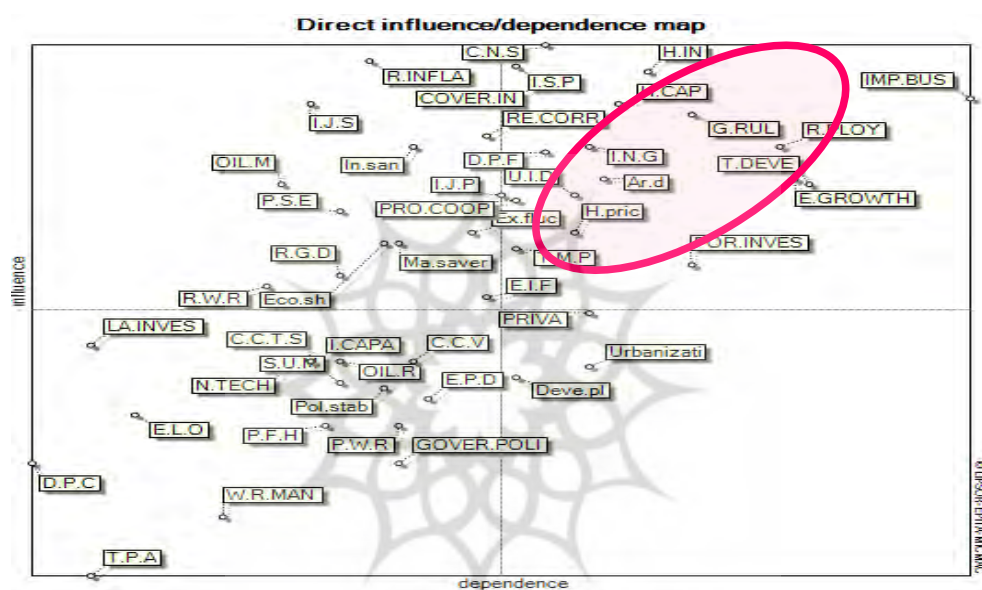 Direct influence/dependence map
C.N.S
H.IN
R.INFLA
I.S.P
IMP.BUS
COVER.IN
H.CAP
I.J.S
RE.CORR
G.RUL
R.PLOY
OIL.M
In.san
D.P.F
I.N.G
T.DEVE
I.J.P
U.I.D
Ar.d
P.S.E
PRO.COOP
E.GROWTH
Ex.fluc
H.pric
R.G.D
Ma.saver
T.M.P
FOR.INVES
R.W.R
Eco.sh
E.I.F
influence
LA.INVES
PRIVA
C.C.T.S
I.CAPA
C.C.V
Urbanizati
S.U.M
OIL.R
N.TECH
E.P.D
Deve.pl
Pol.stab
E.L.O
P.F.H
P.W.R
GOVER.POLI
D.P.C
W.R.MAN
T.P.A
dependence